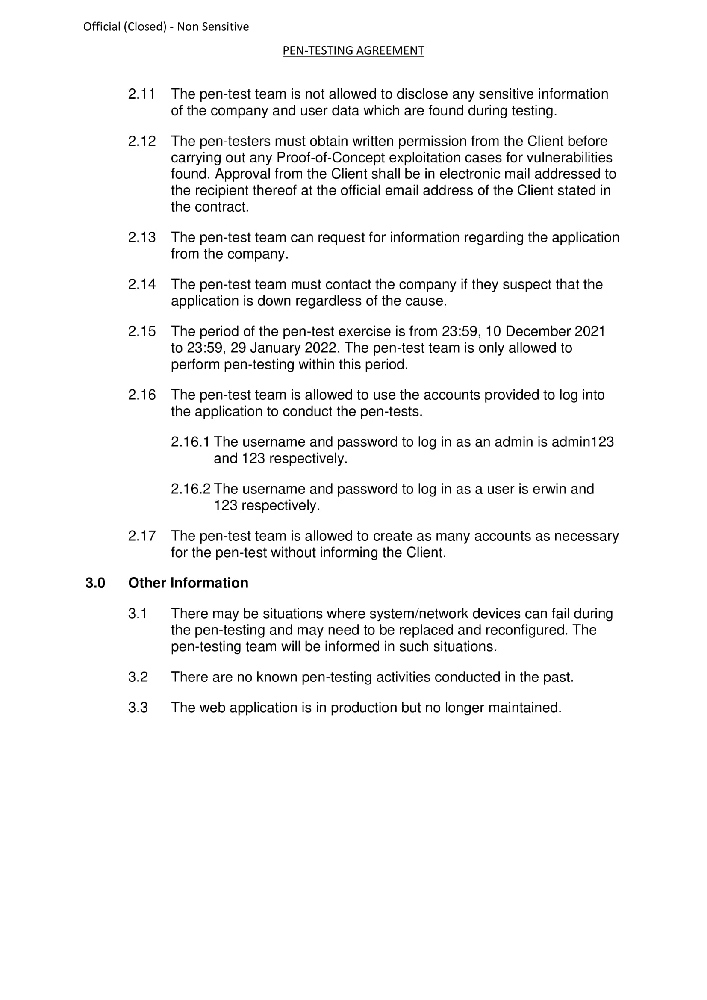 Official (Closed) - Non Sensitive
PEN-TESTING AGREEMENT
2.11 The pen-test team is not allowed to disclose any sensitive information
of the company and user data which are found during testing.
2.12 The pen-testers must obtain written permission from the Client before
carrying out any Proof-of-Concept exploitation cases for vulnerabilities
found. Approval from the Client shall be in electronic mail addressed to
the recipient thereof at the official email address of the Client stated in
the contract.
2.13 The pen-test team can request for information regarding the application
from the company.
2.14 The pen-test team must contact the company if they suspect that the
application is down regardless of the cause.
2.15 The period of the pen-test exercise is from 23:59, 10 December 2021
to 23:59, 29 January 2022. The pen-test team is only allowed to
perform pen-testing within this period.
2.16 The pen-test team is allowed to use the accounts provided to log into
the application to conduct the pen-tests.
2.16.1 The username and password to log in as an admin is admin123
and 123 respectively.
2.16.2 The username and password to log in as a user is erwin and
123 respectively.
2.17 The pen-test team is allowed to create as many accounts as necessary
for the pen-test without informing the Client.
3.0 Other Information
3.1 There may be situations where system/network devices can fail during
the pen-testing and may need to be replaced and reconfigured. The
pen-testing team will be informed in such situations.
3.2 There are no known pen-testing activities conducted in the past.
3.3 The web application is in production but no longer maintained.